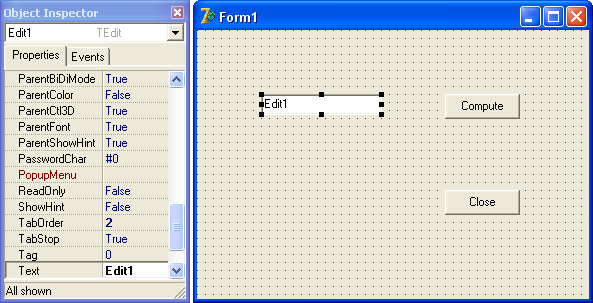 Object Inspector
Edit1 TEdit
Properties Events
ParentBiDiMode True
ParentColor False
ParentCtl3D True
ParentFont True
ParentShowHint True
PasswordChar #0
PopupMenu
ReadOnly False
ShowHint False
TabOrder 2
TabStop True
Tag 0
Text Edit1
All shown
7 Form1
Edit1
Compute
Close